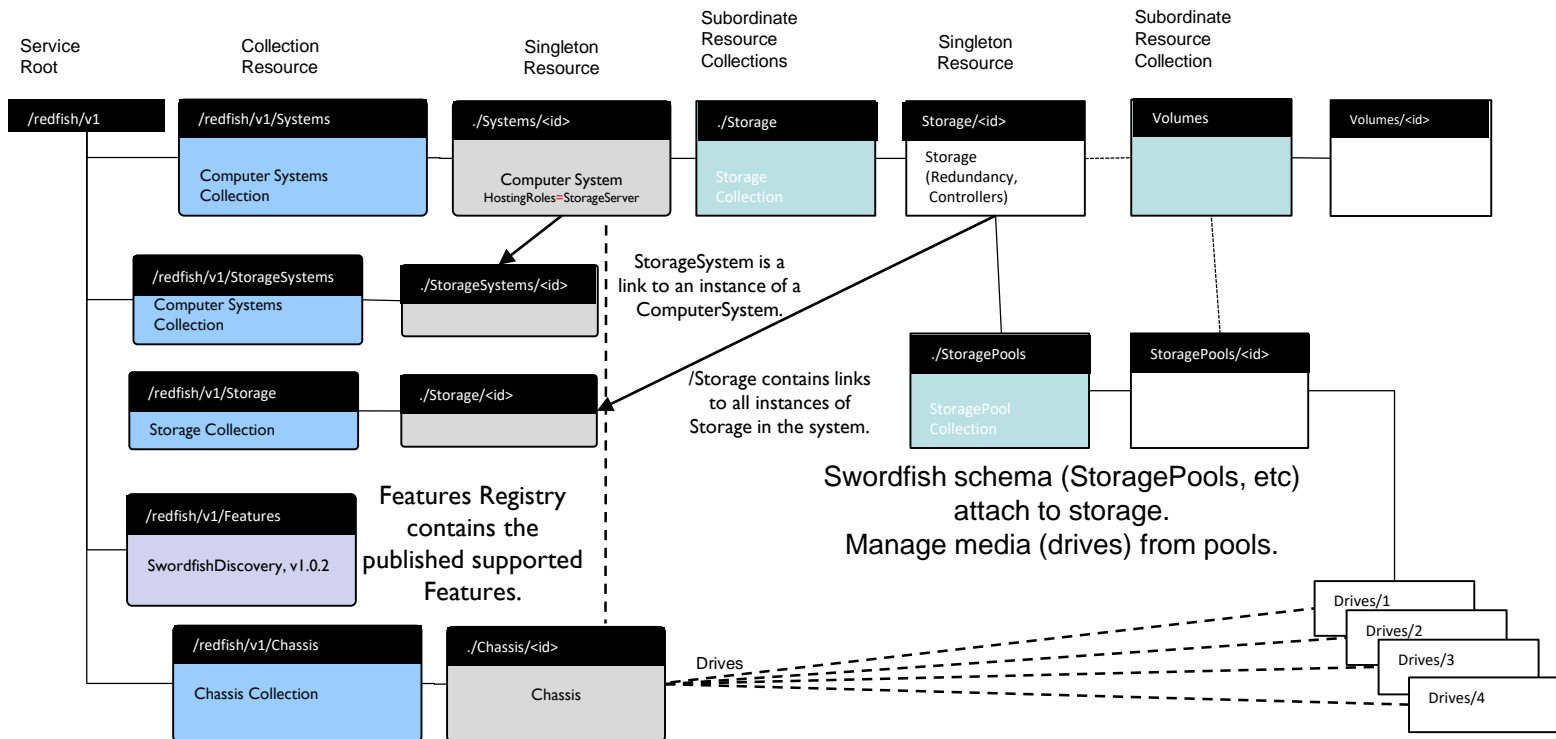 Service
Root
Collection
Resource
Singleton
Resource
Subordinate
Resource
Collections
Singleton
Resource
Subordinate
Resource
Collection
/redfish/v1
/redfish/v1/Systems
Computer Systems
Collection
./Systems/<id>
Computer System
HostingRoles=StorageServer
./Storage
Storage
Collection
Storage/<id>
Storage
(Redundancy,
Controllers)
Volumes
Volumes/<id>
/redfish/v1/StorageSystems
Computer Systems
Collection
./StorageSystems/<id>
StorageSystem is a
link to an instance of a
ComputerSystem.
/redfish/v1/Storage
Storage Collection
./Storage/<id>
/Storage contains links
to all instances of
Storage in the system.
./StoragePools
StoragePool
Collection
StoragePools/<id>
Swordfish schema (StoragePools, etc)
attach to storage.
Manage media (drives) from pools.
/redfish/v1/Features
SwordfishDiscovery, v1.0.2
Features Registry
contains the
published supported
Features.
/redfish/v1/Chassis
Chassis Collection
./Chassis/<id>
Chassis
Drives
Drives/1
Drives/2
Drives/3
Drives/4